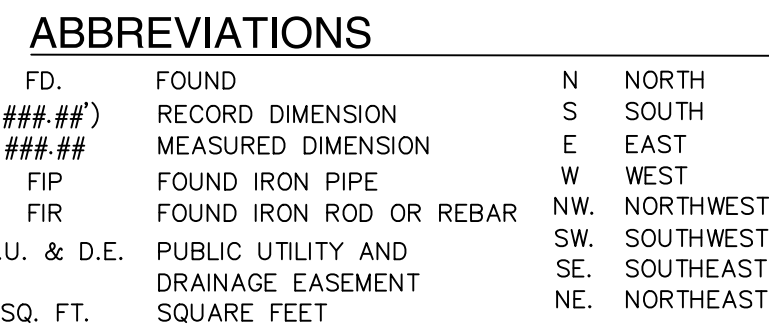 ABBREVIATIONS
FD. FOUND
###.##') RECORD DIMENSION
###.## MEASURED DIMENSION
FIP FOUND IRON PIPE
FIR FOUND IRON ROD OR REBAR
.U. & D.E. PUBLIC UTILITY AND
DRAINAGE EASEMENT
SQ. FT. SQUARE FEET
N NORTH
S SOUTH
E EAST
W WEST
NW. NORTHWEST
SW. SOUTHWEST
SE. SOUTHEAST
NE. NORTHEAST